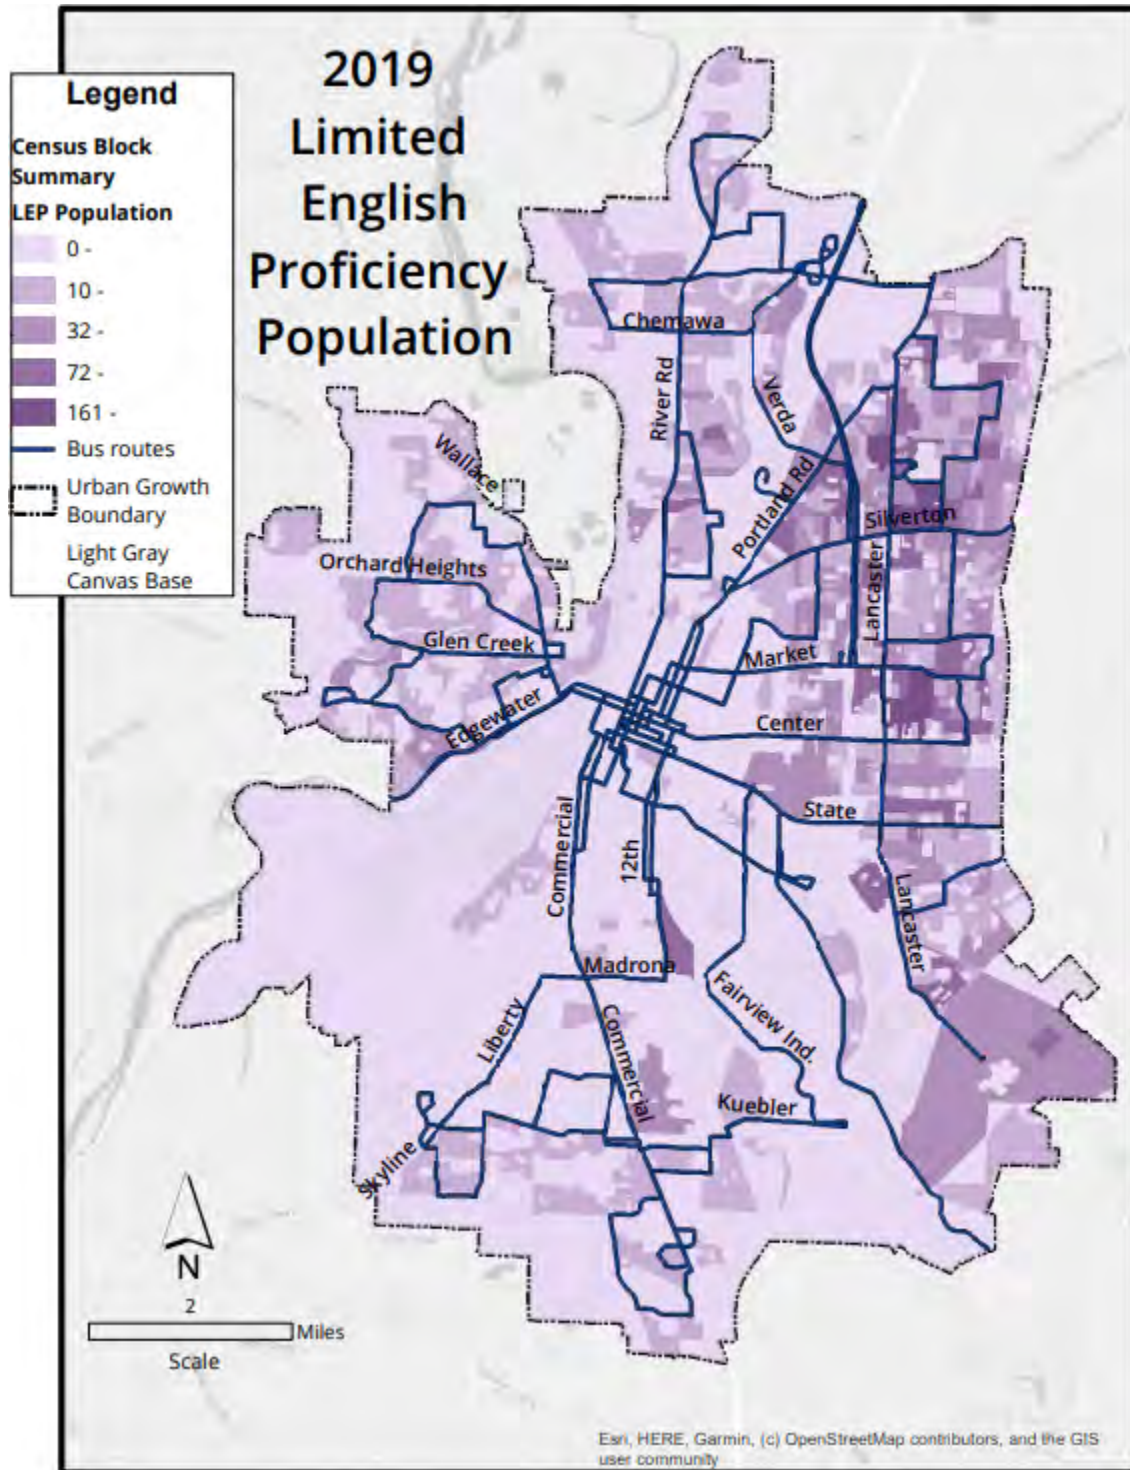 2019
Limited
English
Proficiency
Population
Legend
Census Block
Summary
LEP Population
0 -
10 -
32 -
72 -
161 -
Bus routes
Urban Growth
Boundary
Light Gray
Canvas Base
Chemawa
River Rd
Verda
Wallace
Portland Rd
Silverton
Orchard Heights
Lancaster
Glen Creek
Market
Edgewater
Center
State
Commercial
12th
Lancaster
Madrona
Fairview Ind.
Liberty
Commercial
Kuebler
Skyline
N
2
Miles
Scale
Esri, HERE, Garmin, (c) OpenStreetMap contributors, and the GIS
user community